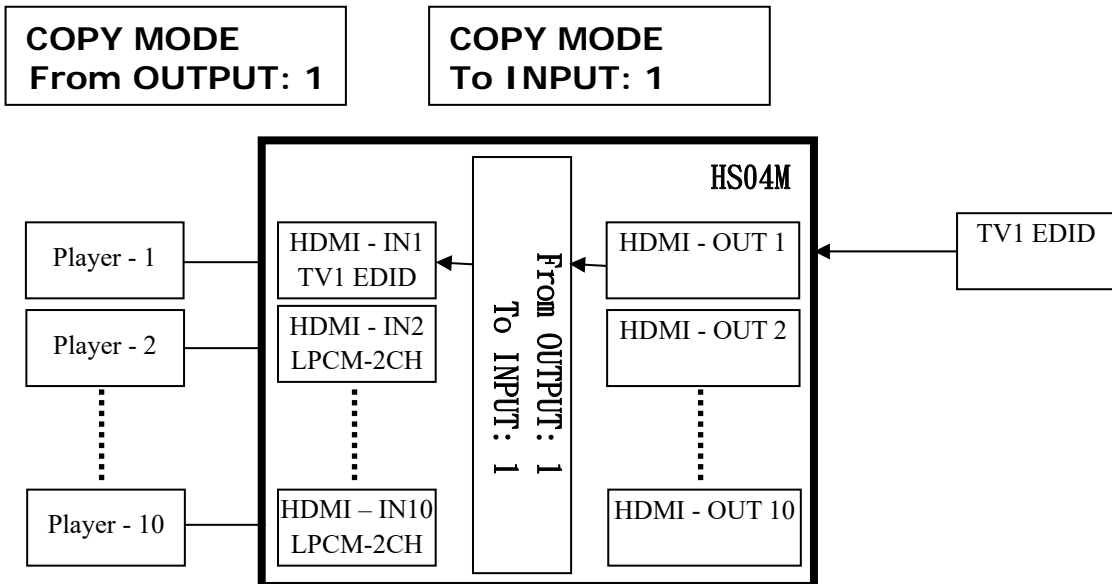 COPY MODE
From OUTPUT: 1
COPY MODE
To INPUT: 1
HS04M
Player - 1
HDMI - IN1
TV1 EDID
From OUTPUT: 1
To INPUT: 1
HDMI - OUT 1
TV1 EDID
Player - 2
HDMI - IN2
LPCM-2CH
HDMI - OUT 2
Player - 10
HDMI – IN10
LPCM-2CH
HDMI - OUT 10